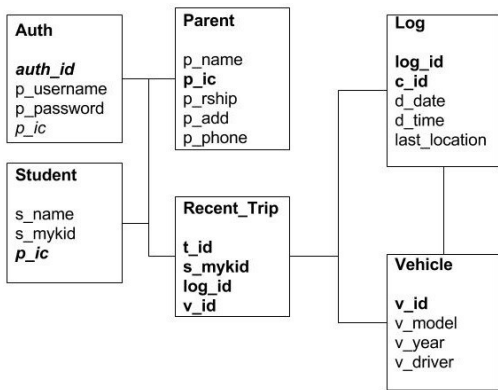 Auth
auth_id
p_username
p_password
p_ic
Parent
p_name
p_ic
p_rship
p_add
p_phone
Log
log_id
c_id
d_date
d_time
last_location
Student
s_name
s_mykid
p_ic
Recent_Trip
t_id
s_mykid
log_id
v_id
Vehicle
v_id
v_model
v_year
v_driver